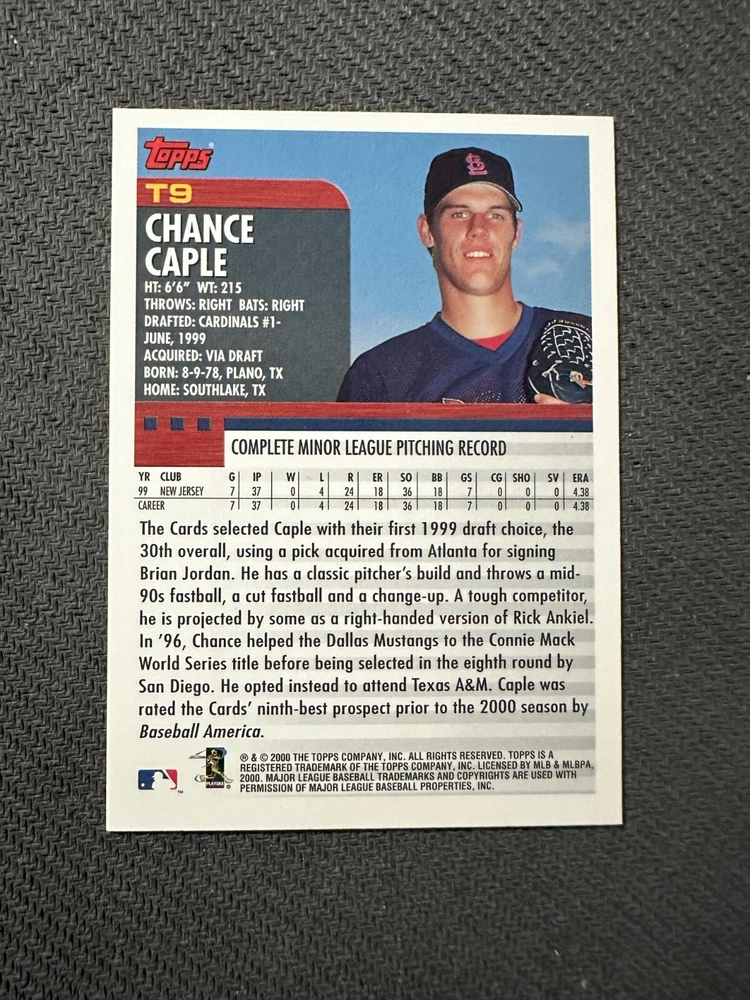 Topps
T9
CHANCE
CAPLE
HT: 6'6" WT: 215
THROWS: RIGHT BATS: RIGHT
DRAFTED: CARDINALS #1-
JUNE, 1999
ACQUIRED: VIA DRAFT
BORN: 8-9-78, PLANO, TX
HOME: SOUTHLAKE, TX
COMPLETE MINOR LEAGUE PITCHING RECORD
YR CLUB G IP W L R ER SO BB GS CG SHO SV ERA
99 NEW JERSEY 7 37 0 4 24 18 36 18 7 0 0 0 4.38
CAREER 7 37 0 4 24 18 36 18 7 0 0 0 4.38
The Cards selected Caple with their first 1999 draft choice, the
30th overall, using a pick acquired from Atlanta for signing
Brian Jordan. He has a classic pitcher's build and throws a mid-
90s fastball, a cut fastball and a change-up. A tough competitor,
he is projected by some as a right-handed version of Rick Ankiel.
In '96, Chance helped the Dallas Mustangs to the Connie Mack
World Series title before being selected in the eighth round by
San Diego. He opted instead to attend Texas A&M. Caple was
rated the Cards' ninth-best prospect prior to the 2000 season by
Baseball America.
® & © 2000 THE TOPPS COMPANY, INC. ALL RIGHTS RESERVED. TOPPS IS A
REGISTERED TRADEMARK OF THE TOPPS COMPANY, INC. LICENSED BY MLB & MLBPA,
2000. MAJOR LEAGUE BASEBALL TRADEMARKS AND COPYRIGHTS ARE USED WITH
PERMISSION OF MAJOR LEAGUE BASEBALL PROPERTIES, INC.